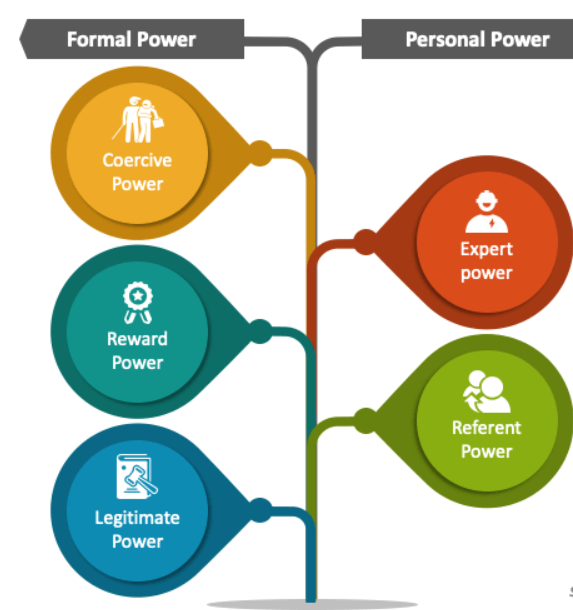 Formal Power
Personal Power
Coercive
Power
Expert
power
Reward
Power
Referent
Power
Legitimate
Power